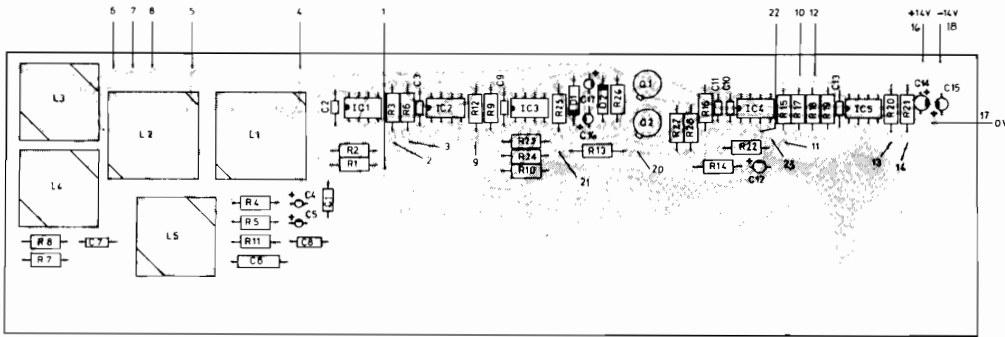 6 7 8 5 4 1 22 10 12 +14V -14V
16 18
L3 L2 L1 C2 IC1 R3 R6 C3 IC2 R12 R9 C9 IC3 R25 D1 D2 R26 Q1 Q2 R16 C11 C10 IC4 R15 R17 R18 R19 C13 IC5 R20 R21 C14 C15
17 0V
R27 R28
2 3 9 11 13 14
R2 R23 R13 20 R22 23
R1 R24 21
L4 R10 R14 C12
R4 C4 C1
L5 R5 C5
R8 C7 R11 C8
R7 C6